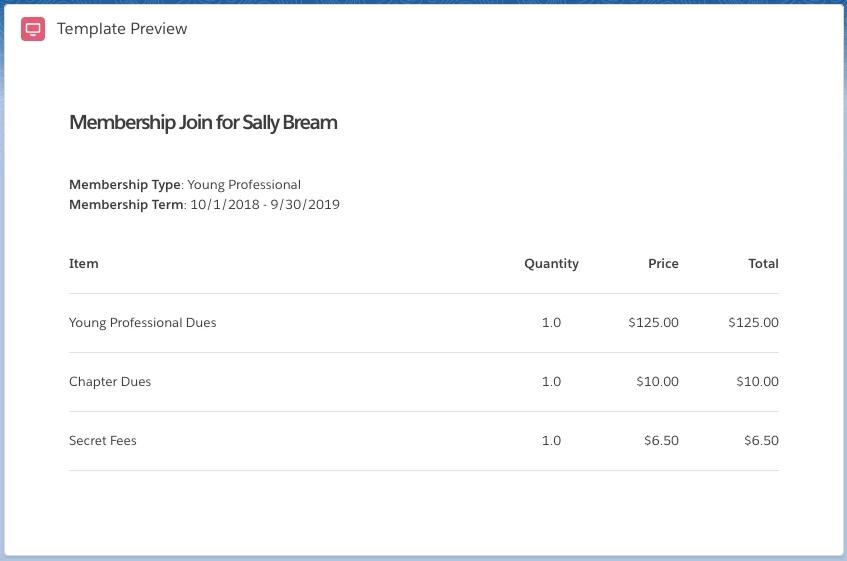 Template Preview
Membership Join for Sally Bream
Membership Type: Young Professional
Membership Term: 10/1/2018 - 9/30/2019
Item Quantity Price Total
Young Professional Dues 1.0 $125.00 $125.00
Chapter Dues 1.0 $10.00 $10.00
Secret Fees 1.0 $6.50 $6.50